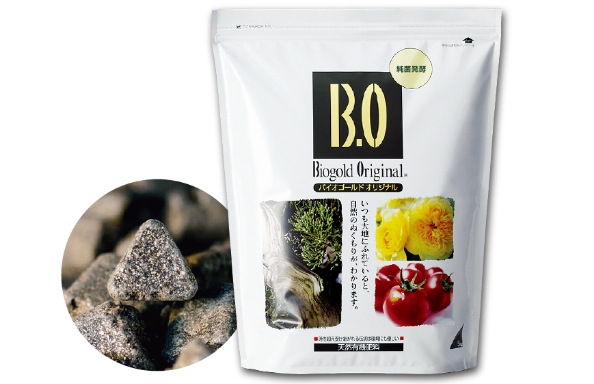 純菌発酵
B.O
Biogold Original®
バイオゴールド オリジナル
いつも大地にふれていると、
自然のぬくもりが、わかります。
天然有機肥料